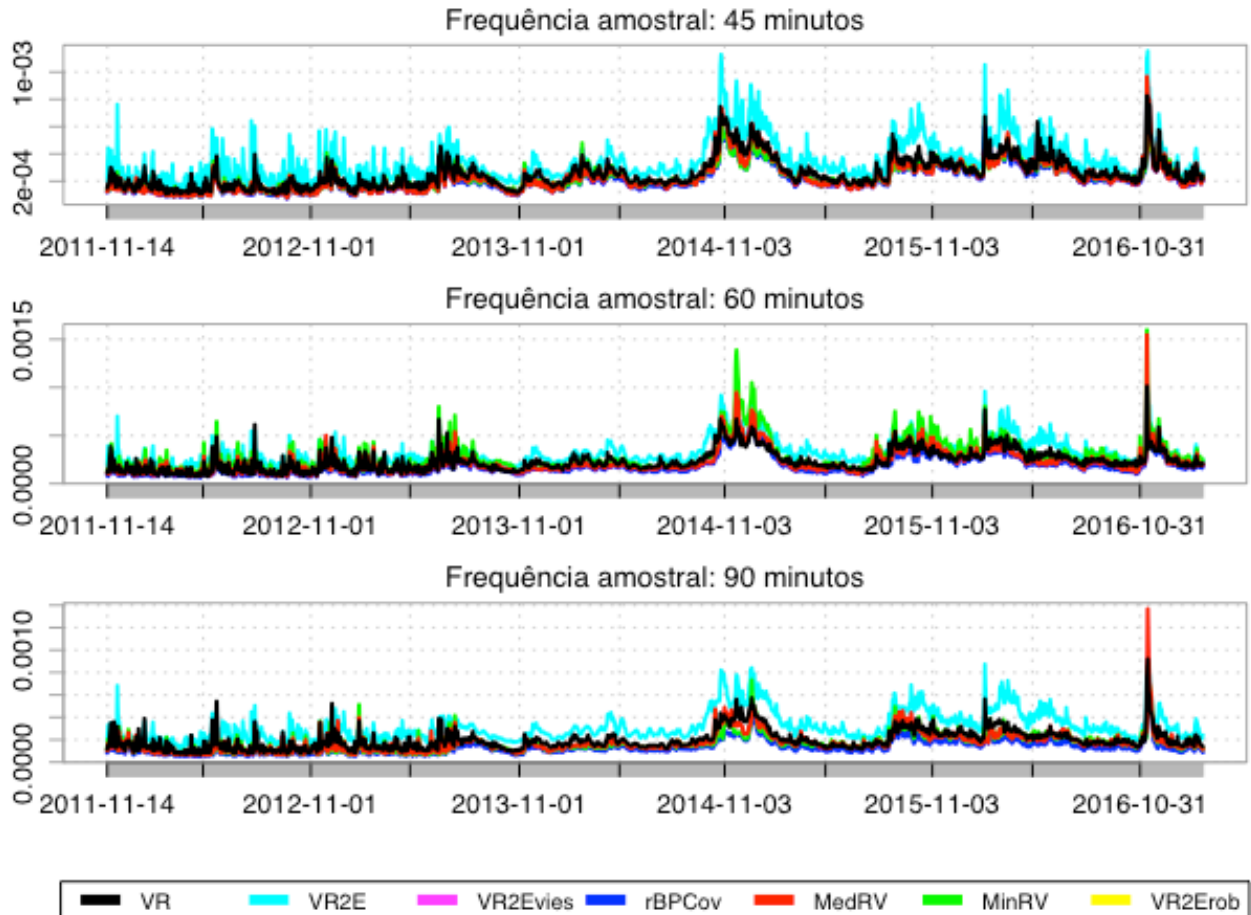 Frequência amostral: 45 minutos
1e-03
2e-04
2011-11-14 2012-11-01 2013-11-01 2014-11-03 2015-11-03 2016-10-31
Frequência amostral: 60 minutos
0.0015
0.0000
2011-11-14 2012-11-01 2013-11-01 2014-11-03 2015-11-03 2016-10-31
Frequência amostral: 90 minutos
0.0010
0.0000
2011-11-14 2012-11-01 2013-11-01 2014-11-03 2015-11-03 2016-10-31
VR VR2E VR2Evies rBPCov MedRV MinRV VR2Erob